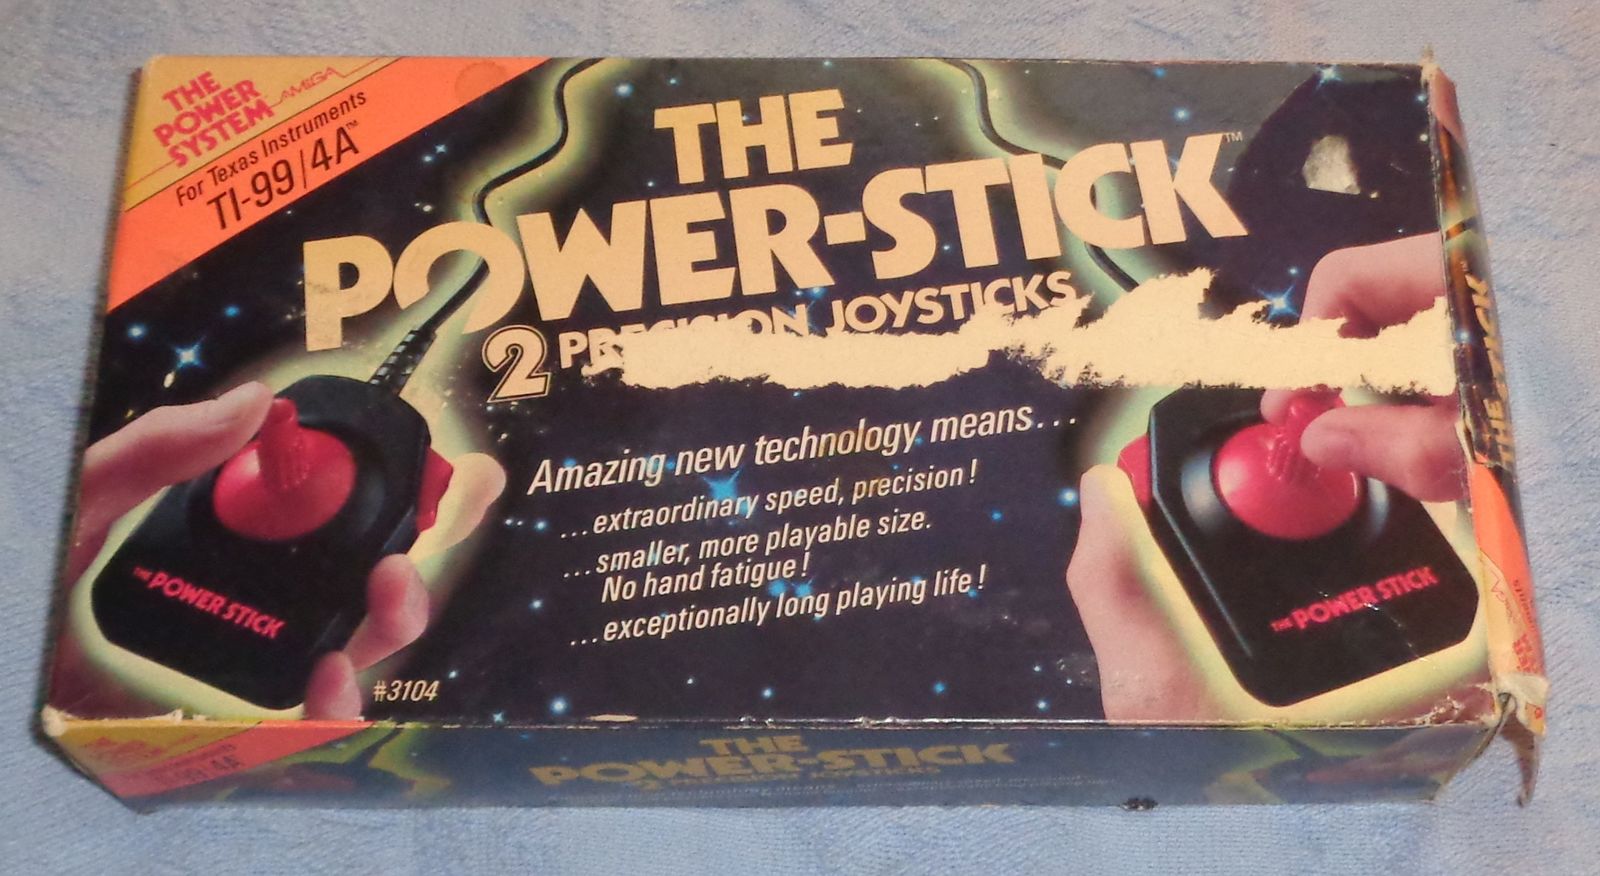 THE
POWER
SYSTEM
AMIGA
For Texas Instruments
TI-99/4A™
THE
POWER-STICK™
2 PRECISION JOYSTICKS
Amazing new technology means...
...extraordinary speed, precision!
...smaller, more playable size.
No hand fatigue!
...exceptionally long playing life!
THE POWER STICK
THE POWER STICK
#3104
THE
POWER-STICK
THE